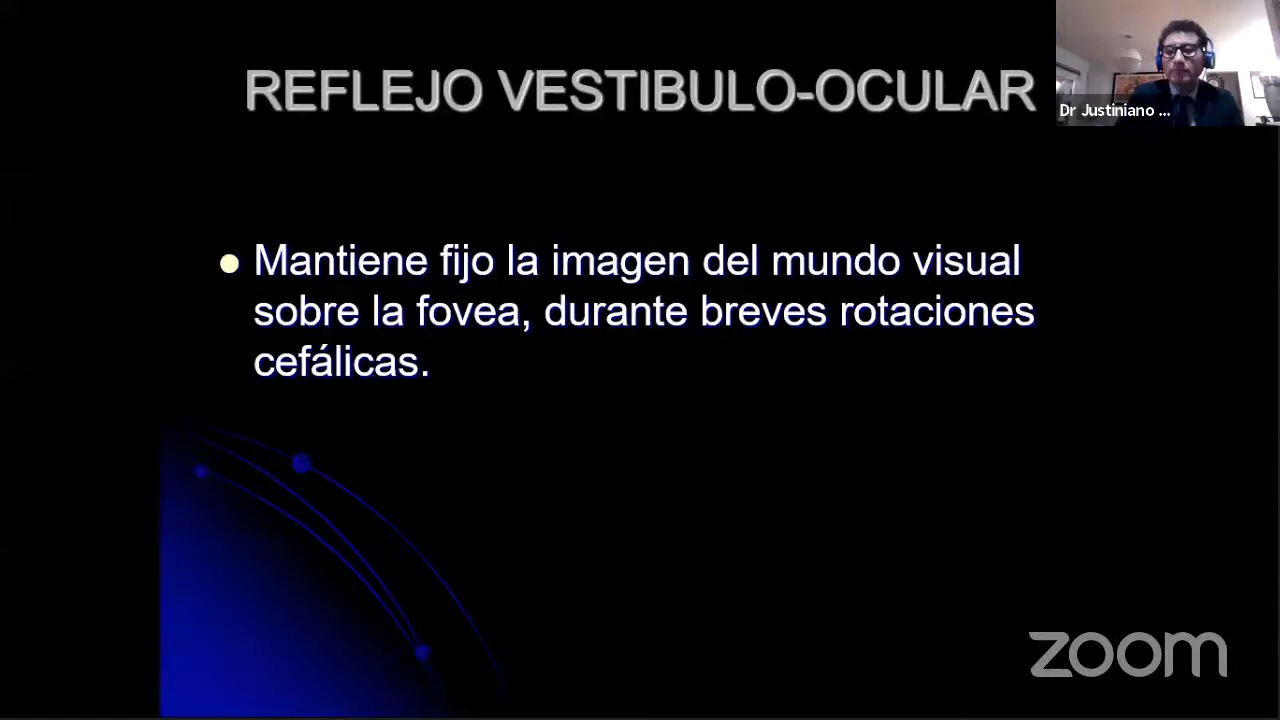 REFLEJO VESTIBULO-OCULAR
Dr Justiniano ...
Mantiene fijo la imagen del mundo visual
sobre la fovea, durante breves rotaciones
cefálicas.
zoom